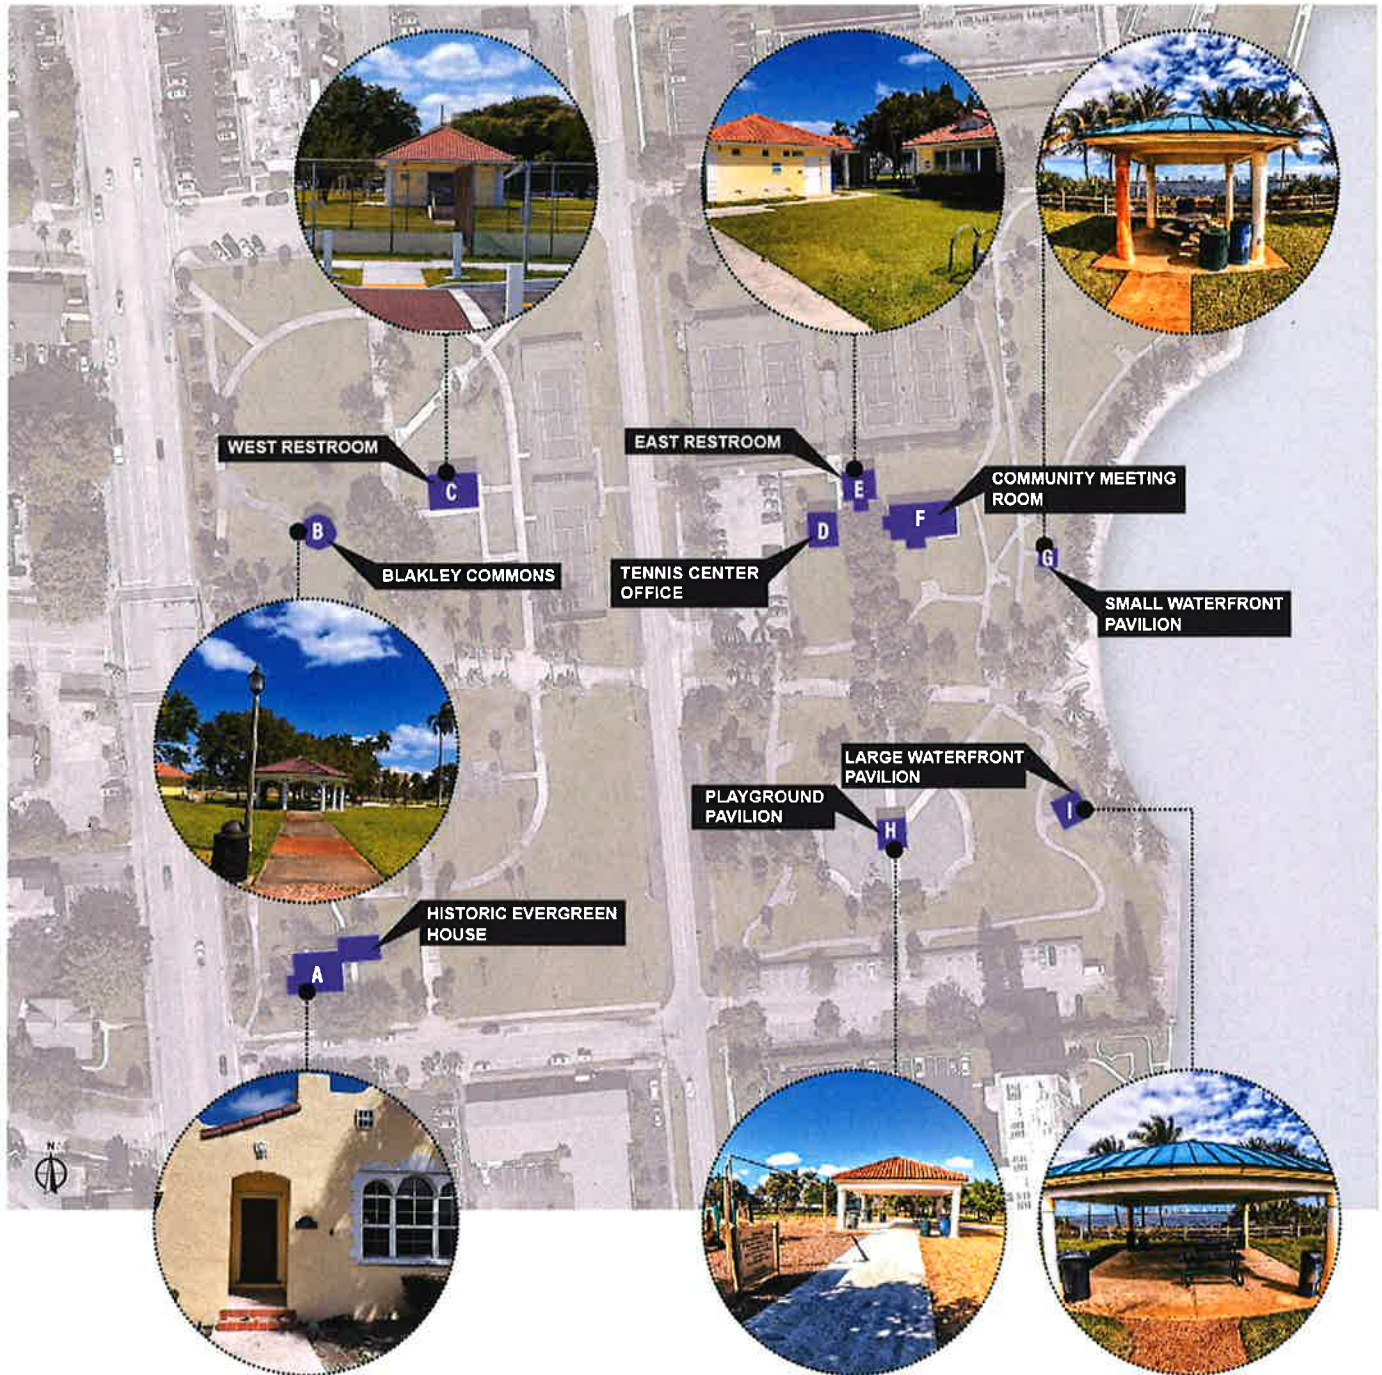 WEST RESTROOM
C
B
BLAKLEY COMMONS
EAST RESTROOM
E
D
TENNIS CENTER
OFFICE
F
COMMUNITY MEETING
ROOM
G
SMALL WATERFRONT
PAVILION
LARGE WATERFRONT
PAVILION
I
PLAYGROUND
PAVILION
H
HISTORIC EVERGREEN
HOUSE
A
N